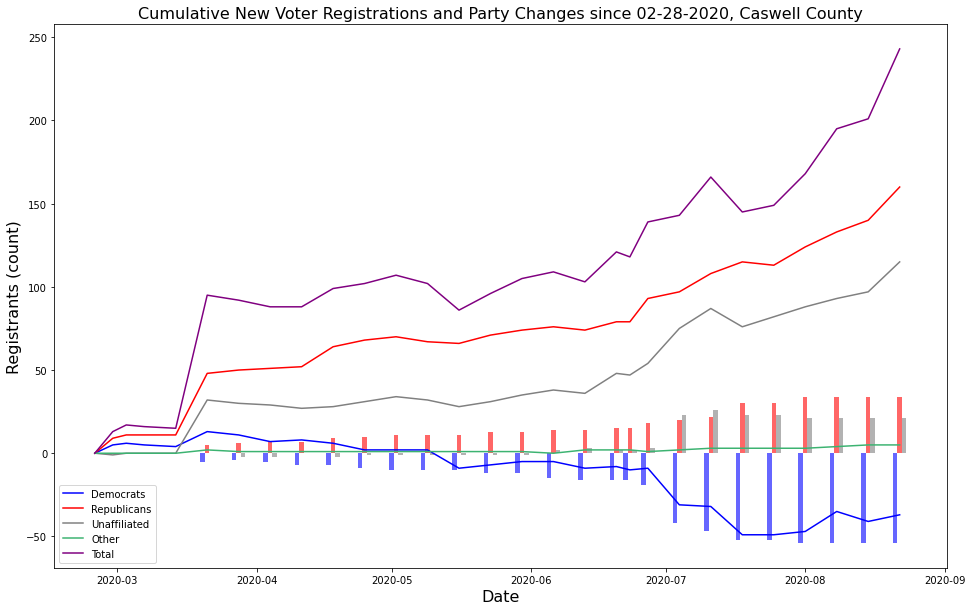 Cumulative New Voter Registrations and Party Changes since 02-28-2020, Caswell County
Registrants (count)
250
200
150
100
50
0
−50
Democrats
Republicans
Unaffiliated
Other
Total
2020-03
2020-04
2020-05
2020-06
2020-07
2020-08
2020-09
Date